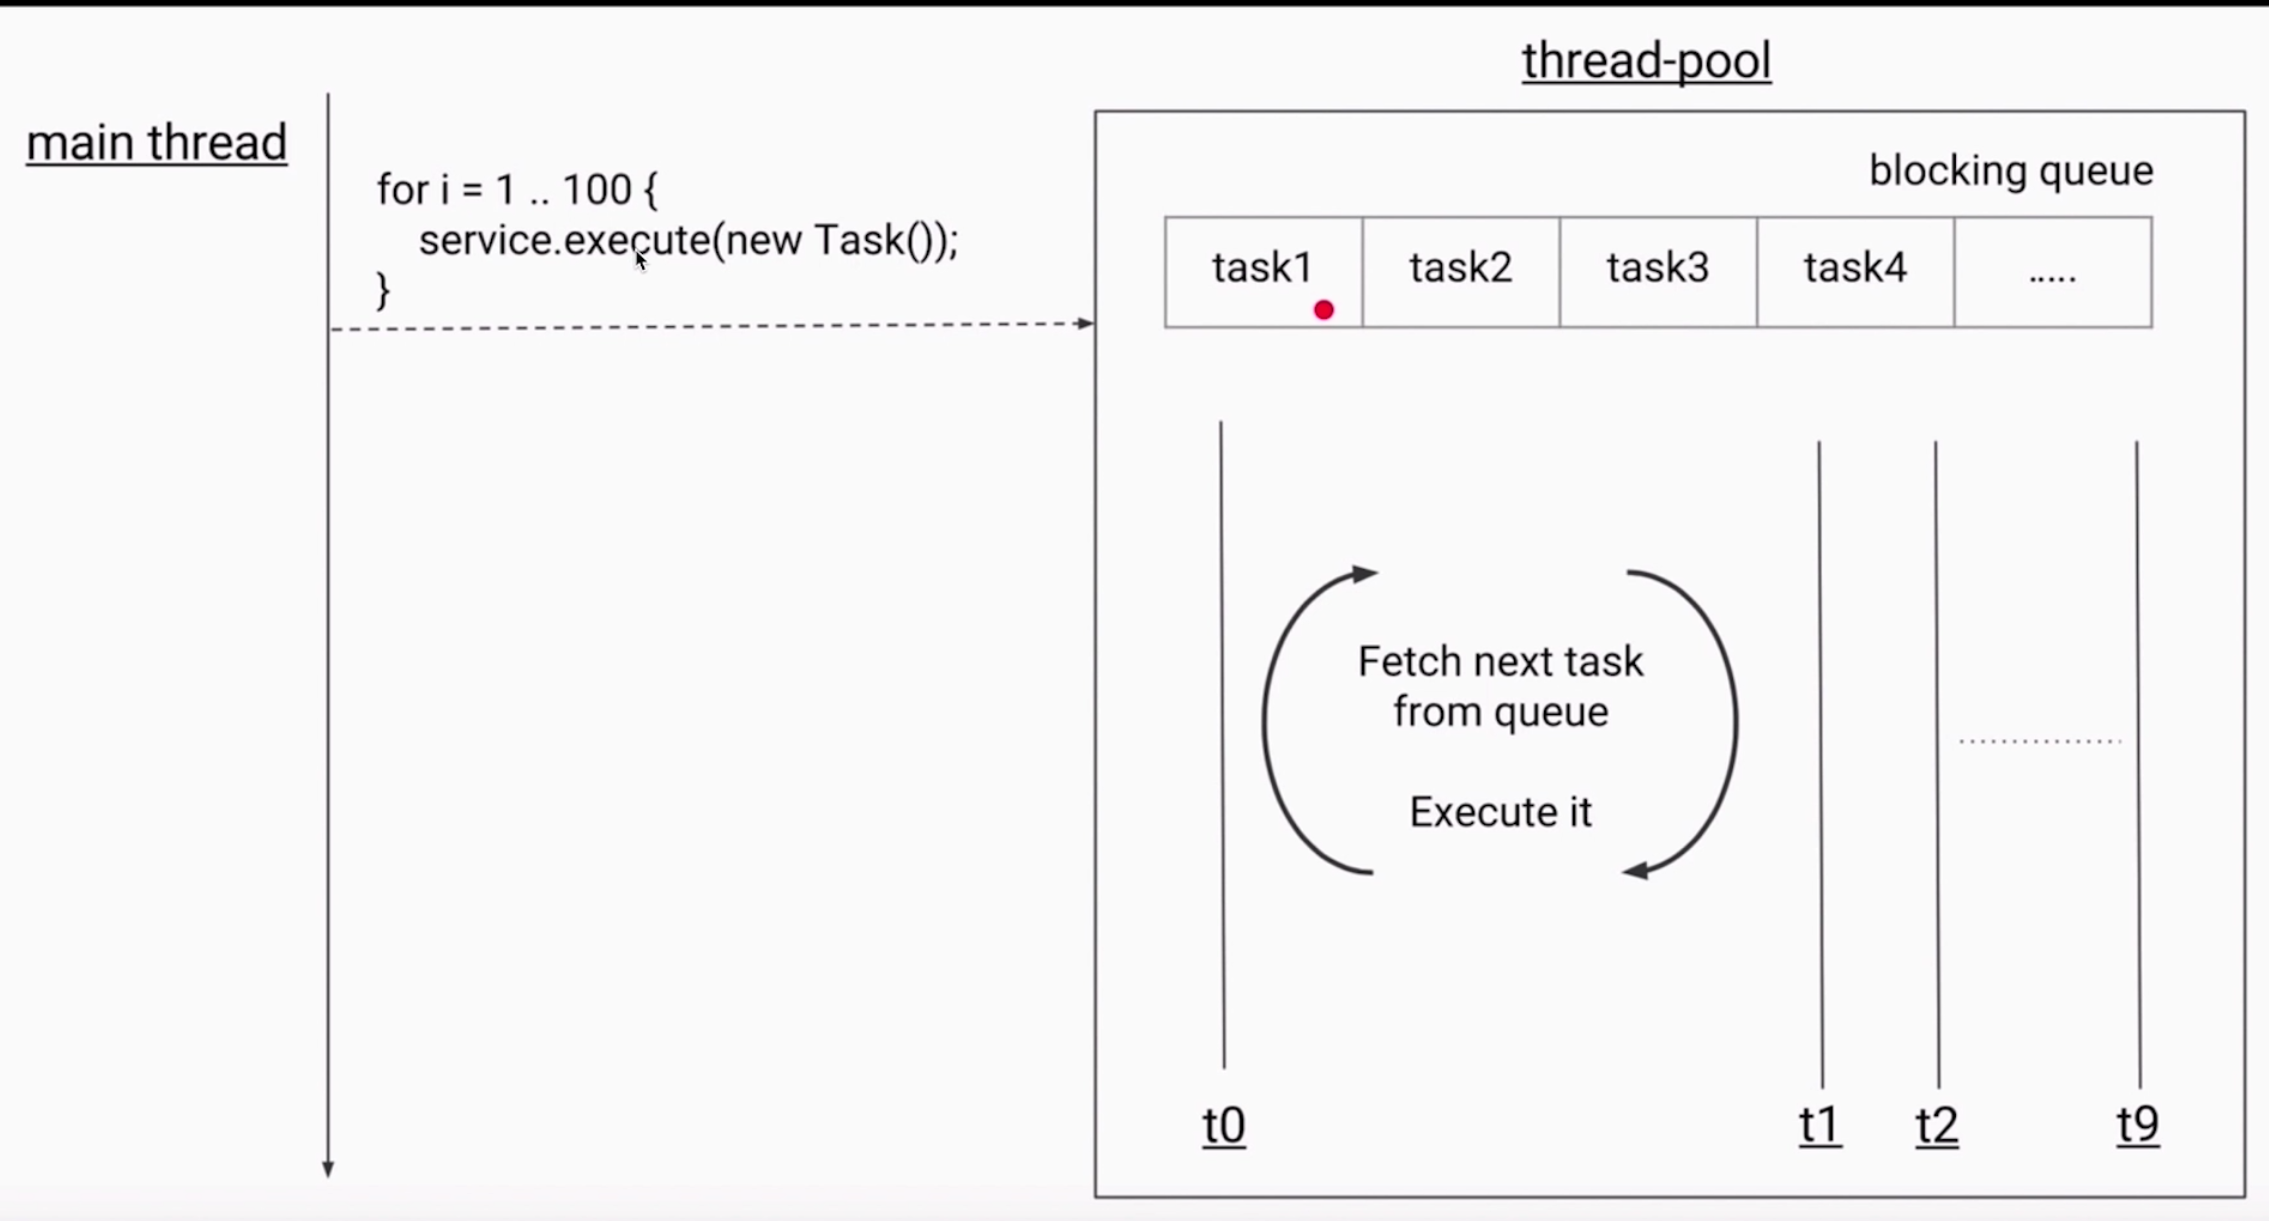 thread-pool
main thread
for i = 1 .. 100 {
service.execute(new Task());
}
blocking queue
task1 task2 task3 task4 .....
Fetch next task
from queue
Execute it
t0 t1 t2 t9